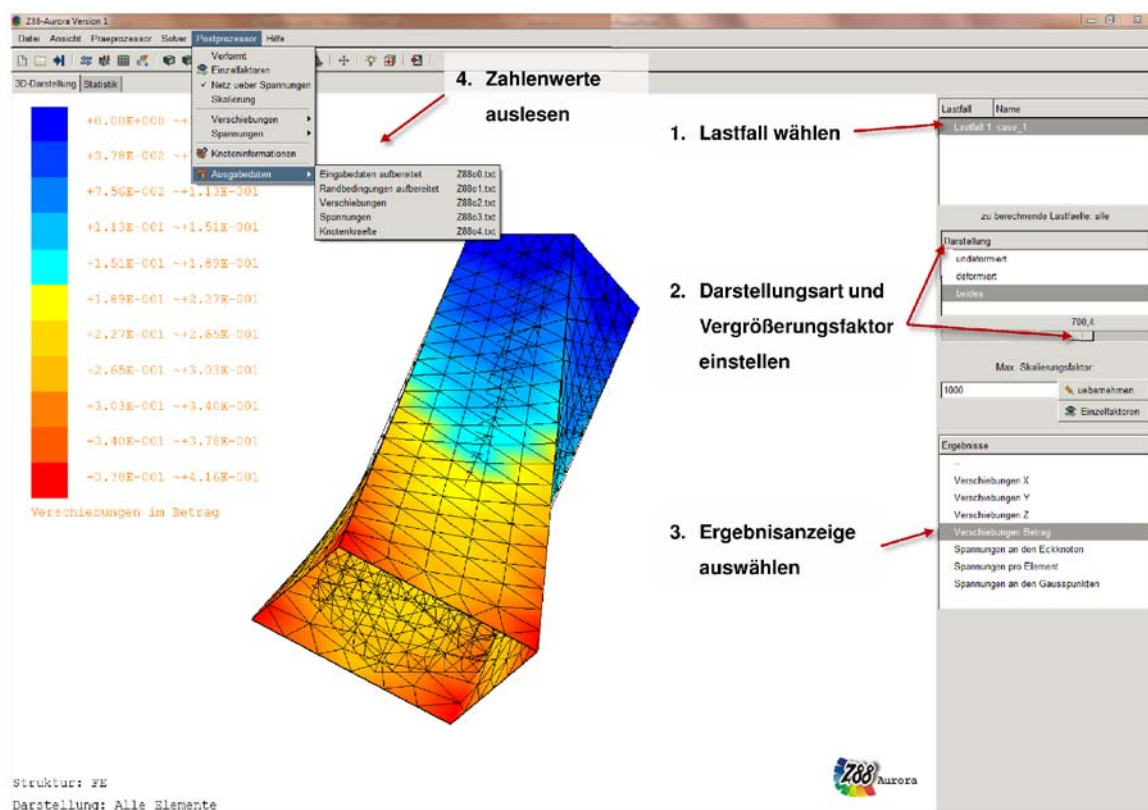 Z88-Aurora Version 1
Datei Ansicht Praeprozessor Solver Postprozessor Hilfe
Verformt
Einzelfaktoren
✓ Netz ueber Spannungen
Skalierung
Verschiebungen
Spannungen
Knoteninformationen
Ausgabedaten
Eingabedaten aufbereitet Z88o0.txt
Randbedingungen aufbereitet Z88o1.txt
Verschiebungen Z88o2.txt
Spannungen Z88o3.txt
Knotenkraefte Z88o4.txt
3D-Darstellung Statistik
+0.00E+000 ~+
+3.78E-002 ~+
+7.56E-002 ~+1.13E-001
+1.13E-001 ~+1.51E-001
+1.51E-001 ~+1.89E-001
+1.89E-001 ~+2.27E-001
+2.27E-001 ~+2.65E-001
+2.65E-001 ~+3.03E-001
+3.03E-001 ~+3.40E-001
+3.40E-001 ~+3.78E-001
+3.78E-001 ~+4.16E-001
Verschiebungen im Betrag
4. Zahlenwerte
auslesen
1. Lastfall wählen
2. Darstellungsart und
Vergrößerungsfaktor
einstellen
3. Ergebnisanzeige
auswählen
Lastfall Name
Lastfall 1 case_1
zu berechnende Lastfaelle: alle
Darstellung
undeformiert
deformiert
beides
700,4
Max. Skalierungsfaktor:
1000 uebernehmen
Einzelfaktoren
Ergebnisse
--
Verschiebungen X
Verschiebungen Y
Verschiebungen Z
Verschiebungen Betrag
Spannungen an den Eckknoten
Spannungen pro Element
Spannungen an den Gausspunkten
Z88 Aurora
Struktur: FE
Darstellung: Alle Elemente